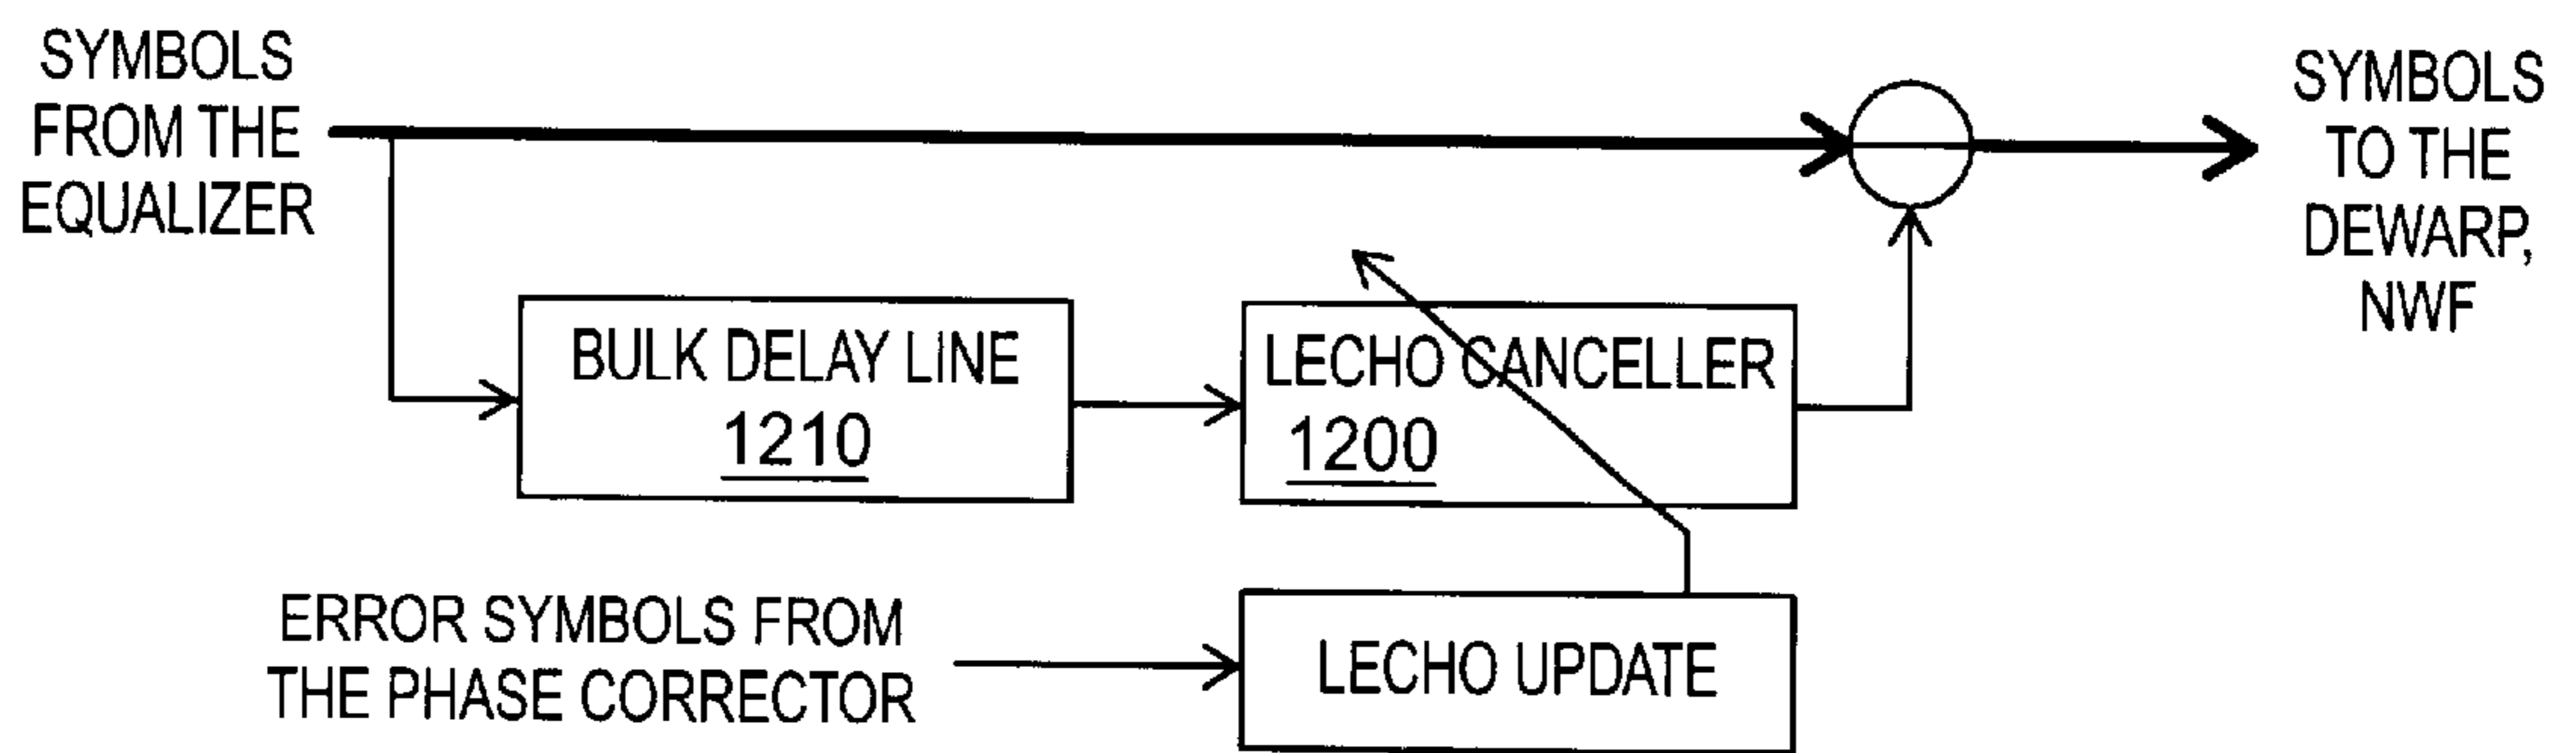 SYMBOLS
FROM THE
EQUALIZER
SYMBOLS
TO THE
DEWARP,
NWF
BULK DELAY LINE
1210
LECHO CANCELLER
1200
ERROR SYMBOLS FROM
THE PHASE CORRECTOR
LECHO UPDATE